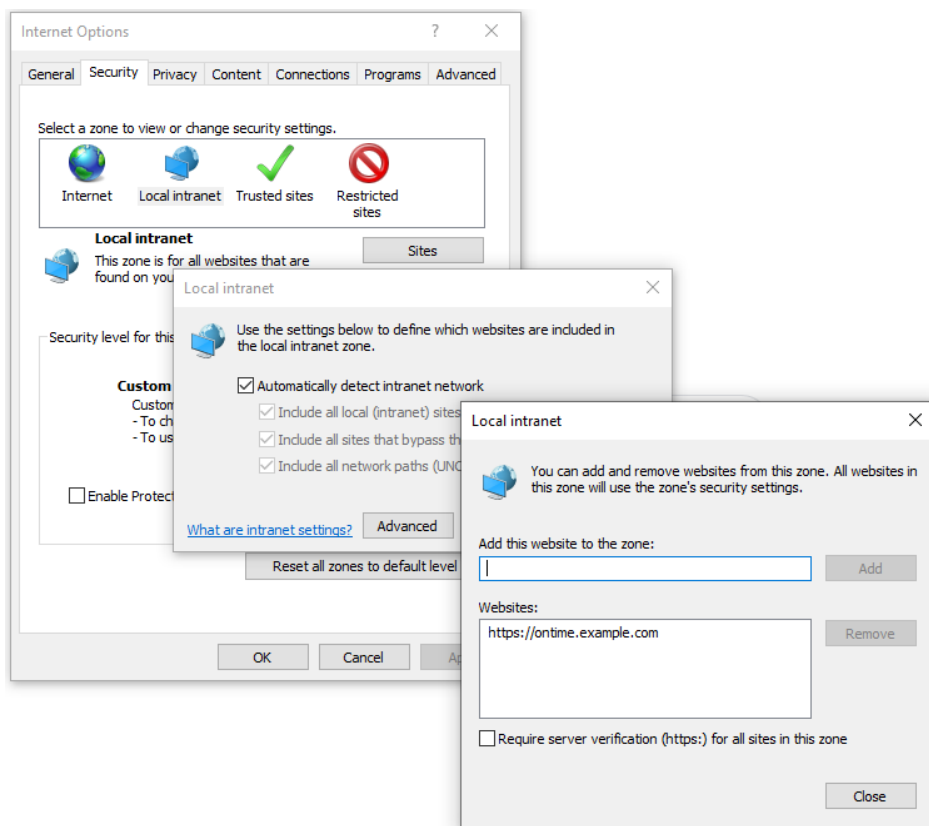 Internet Options
?
General Security Privacy Content Connections Programs Advanced
Select a zone to view or change security settings.
Internet Local intranet Trusted sites Restricted
sites
Local intranet
This zone is for all websites that are
found on you
Sites
Security level for this
Custom
Custom
- To ch
- To us
Enable Protec
Reset all zones to default level
OK Cancel Ap
Local intranet
Use the settings below to define which websites are included in
the local intranet zone.
Automatically detect intranet network
Include all local (intranet) sites
Include all sites that bypass th
Include all network paths (UNC
What are intranet settings? Advanced
Local intranet
You can add and remove websites from this zone. All websites in
this zone will use the zone's security settings.
Add this website to the zone:
Add
Websites:
https://ontime.example.com
Remove
Require server verification (https:) for all sites in this zone
Close